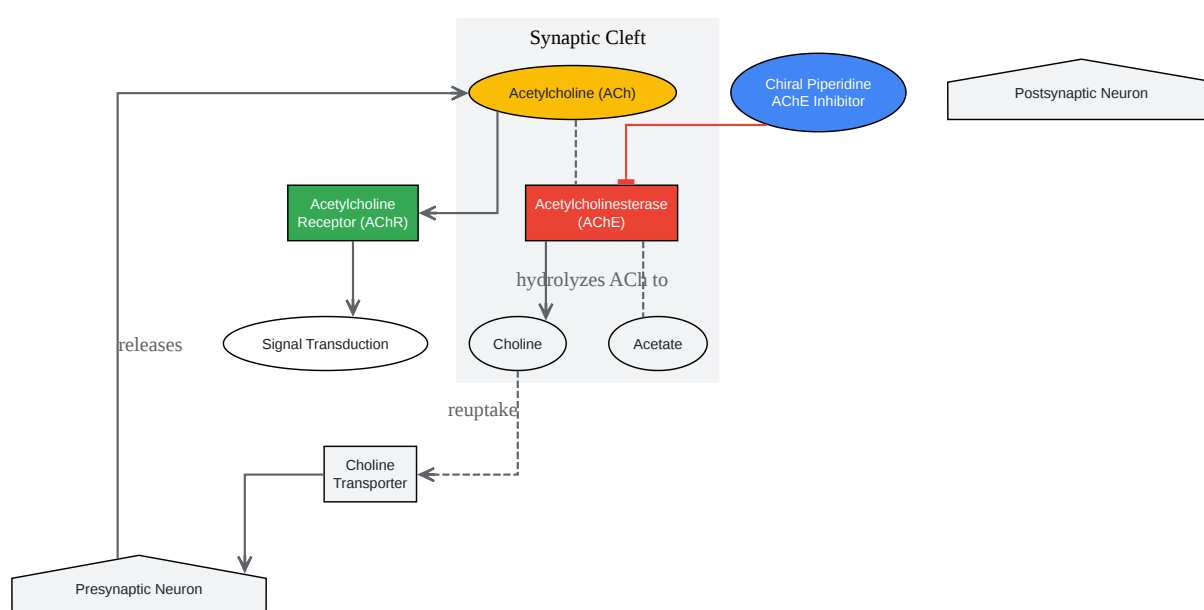 Synaptic Cleft
Acetylcholine (ACh)
Chiral Piperidine
AChE Inhibitor
Postsynaptic Neuron
Acetylcholine
Receptor (AChR)
Acetylcholinesterase
(AChE)
hydrolyzes ACh to
releases
Signal Transduction
Choline
Acetate
reuptake
Choline
Transporter
Presynaptic Neuron